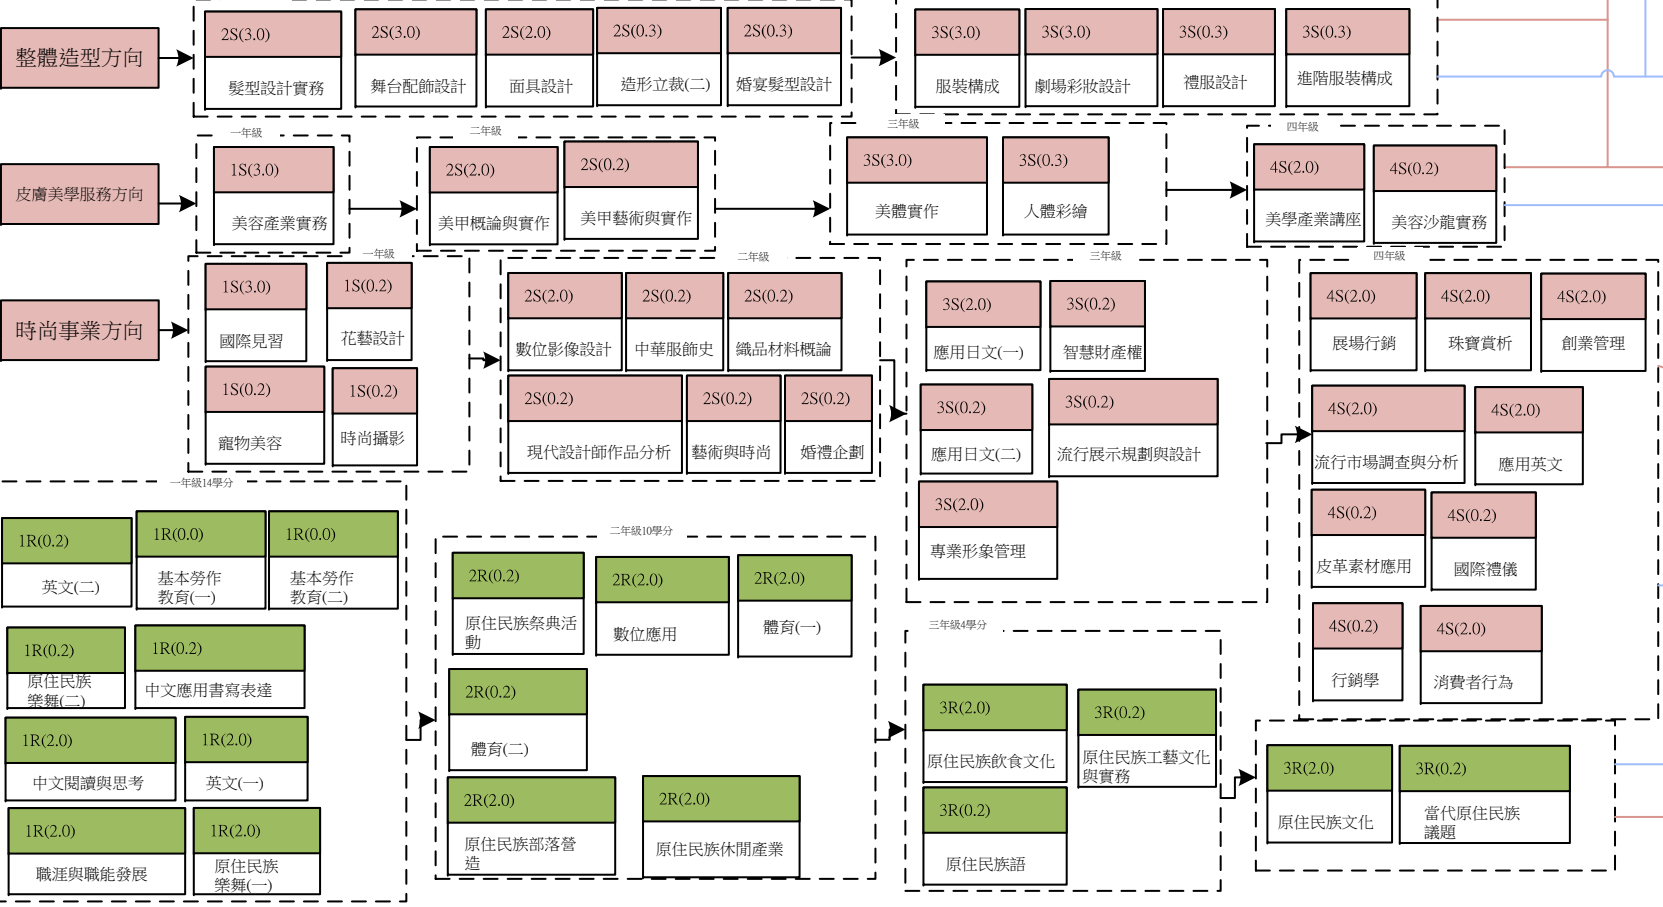 整體造型方向
2S(3.0)
髮型設計實務
2S(3.0)
舞台配飾設計
2S(2.0)
面具設計
2S(0.3)
造形立裁(二)
2S(0.3)
婚宴髮型設計
3S(3.0)
服裝構成
3S(3.0)
劇場彩妝設計
3S(0.3)
禮服設計
3S(0.3)
進階服裝構成
皮膚美學服務方向
一年級
1S(3.0)
美容產業實務
二年級
2S(2.0)
美甲概論與實作
2S(0.2)
美甲藝術與實作
三年級
3S(3.0)
美體實作
3S(0.3)
人體彩繪
四年級
4S(2.0)
美學產業講座
4S(0.2)
美容沙龍實務
時尚事業方向
一年級
1S(3.0)
國際見習
1S(0.2)
花藝設計
1S(0.2)
寵物美容
1S(0.2)
時尚攝影
二年級
2S(2.0)
數位影像設計
2S(0.2)
中華服飾史
2S(0.2)
織品材料概論
2S(0.2)
現代設計師作品分析
2S(0.2)
藝術與時尚
2S(0.2)
婚禮企劃
三年級
3S(2.0)
應用日文(一)
3S(0.2)
智慧財產權
3S(0.2)
應用日文(二)
3S(0.2)
流行展示規劃與設計
3S(2.0)
專業形象管理
四年級
4S(2.0)
展場行銷
4S(2.0)
珠寶賞析
4S(2.0)
創業管理
4S(2.0)
流行市場調查與分析
4S(2.0)
應用英文
4S(0.2)
皮革素材應用
4S(0.2)
國際禮儀
4S(0.2)
行銷學
4S(2.0)
消費者行為
一年級14學分
1R(0.2)
英文(二)
1R(0.0)
基本勞作
教育(一)
1R(0.0)
基本勞作
教育(二)
1R(0.2)
原住民族
樂舞(二)
1R(0.2)
中文應用書寫表達
1R(2.0)
中文閱讀與思考
1R(2.0)
英文(一)
1R(2.0)
職涯與職能發展
1R(2.0)
原住民族
樂舞(一)
二年級10學分
2R(0.2)
原住民族祭典活
動
2R(2.0)
數位應用
2R(2.0)
體育(一)
2R(0.2)
體育(二)
2R(2.0)
原住民族部落營
造
2R(2.0)
原住民族休閒產業
三年級4學分
3R(2.0)
原住民族飲食文化
3R(0.2)
原住民族工藝文化
與實務
3R(0.2)
原住民族語
3R(2.0)
原住民族文化
3R(0.2)
當代原住民族
議題